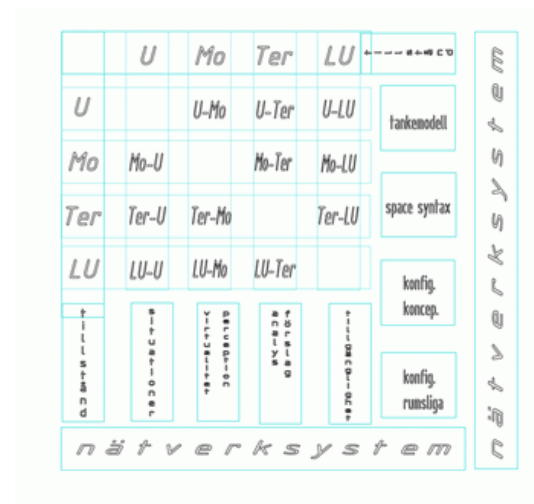 U Mo Ter LU
U U-Mo U-Ter U-LU
Mo Mo-U Mo-Ter Mo-LU
Ter Ter-U Ter-Mo Ter-LU
LU LU-U LU-Mo LU-Ter
tankemodell
space syntax
konfig.
koncep.
konfig.
rumsliga
tillstånd
situationer
perception
virtualitet
förslag
analys
nätverksystem
nätverksystem